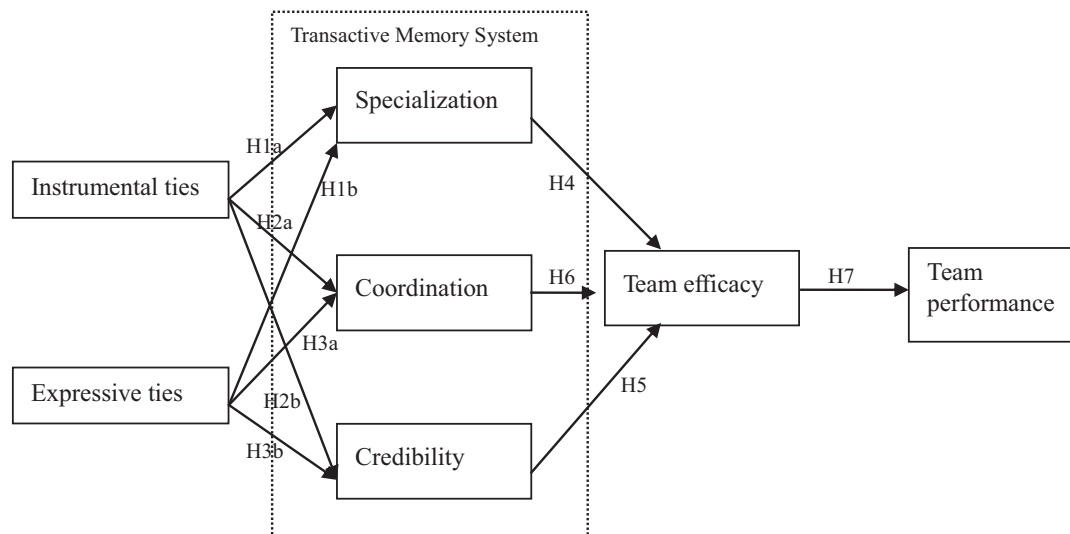 Transactive Memory System
Specialization
H1a
Instrumental ties
H1b
H4
H2a
Coordination
H6
Team efficacy
H7
Team
performance
H3a
Expressive ties
H2b
H5
H3b
Credibility